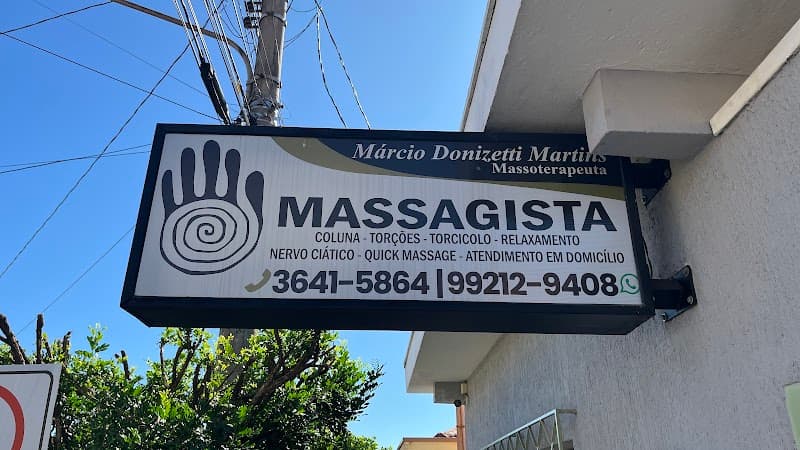 Márcio Donizetti Martins
Massoterapeuta
MASSAGISTA
COLUNA - TORÇÕES - TORCICOLO - RELAXAMENTO
NERVO CIÁTICO - QUICK MASSAGE - ATENDIMENTO EM DOMICÍLIO
3641-5864 | 99212-9408